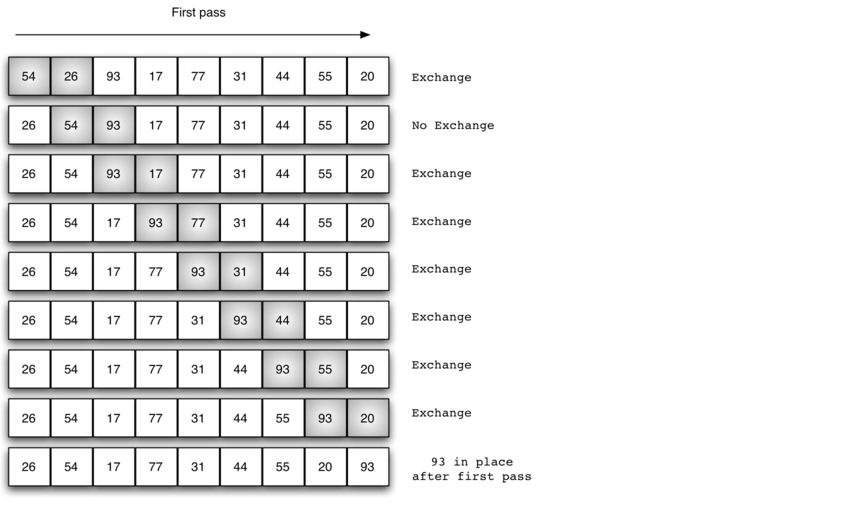 First pass
54 26 93 17 77 31 44 55 20 Exchange
26 54 93 17 77 31 44 55 20 No Exchange
26 54 93 17 77 31 44 55 20 Exchange
26 54 17 93 77 31 44 55 20 Exchange
26 54 17 77 93 31 44 55 20 Exchange
26 54 17 77 31 93 44 55 20 Exchange
26 54 17 77 31 44 93 55 20 Exchange
26 54 17 77 31 44 55 93 20 Exchange
26 54 17 77 31 44 55 20 93 93 in place
after first pass